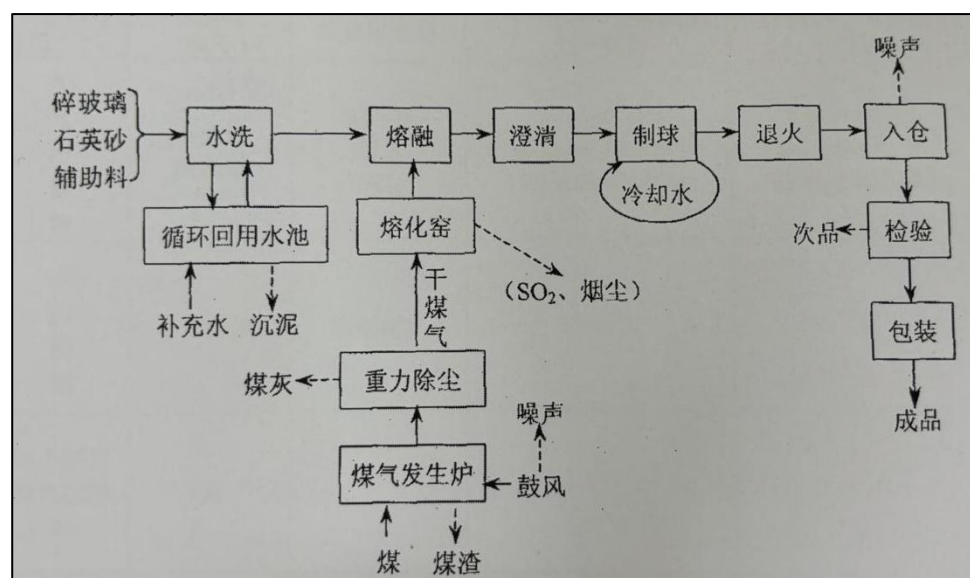 噪声
碎玻璃
石英砂
辅助料
水洗
熔融
澄清
制球
退火
入仓
冷却水
循环回用水池
熔化窑
次品
检验
(SO₂、烟尘)
补充水
沉泥
干煤气
包装
煤灰
重力除尘
噪声
成品
煤气发生炉
鼓风
煤
煤渣